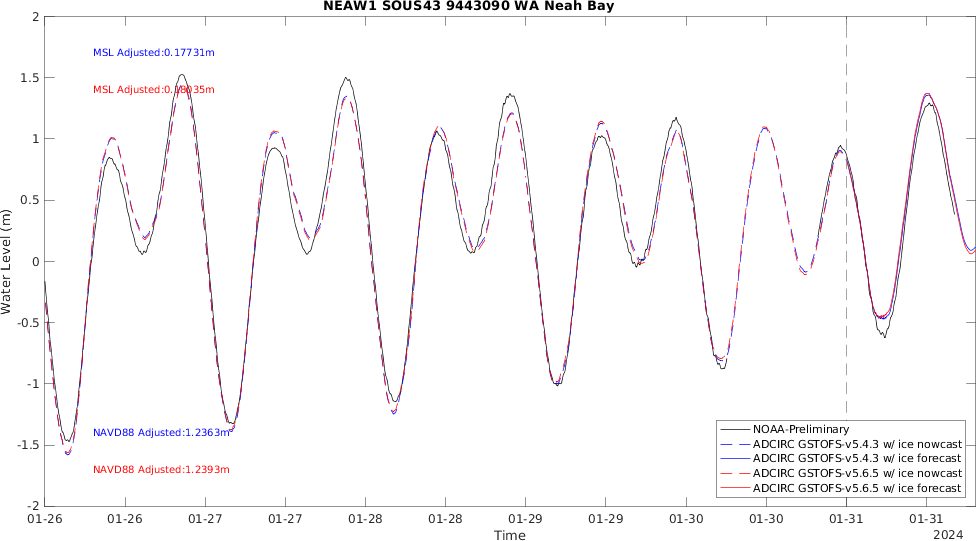 NEAW1 SOUS43 9443090 WA Neah Bay
2
1.5
1
0.5
0
-0.5
-1
-1.5
-2
Water Level (m)
MSL Adjusted:0.17731m
MSL Adjusted:0.18035m
NAVD88 Adjusted:1.2363m
NAVD88 Adjusted:1.2393m
NOAA-Preliminary
ADCIRC GSTOFS-v5.4.3 w/ ice nowcast
ADCIRC GSTOFS-v5.4.3 w/ ice forecast
ADCIRC GSTOFS-v5.6.5 w/ ice nowcast
ADCIRC GSTOFS-v5.6.5 w/ ice forecast
01-26 01-26 01-27 01-27 01-28 01-28 01-29 01-29 01-30 01-30 01-31 01-31
Time
2024